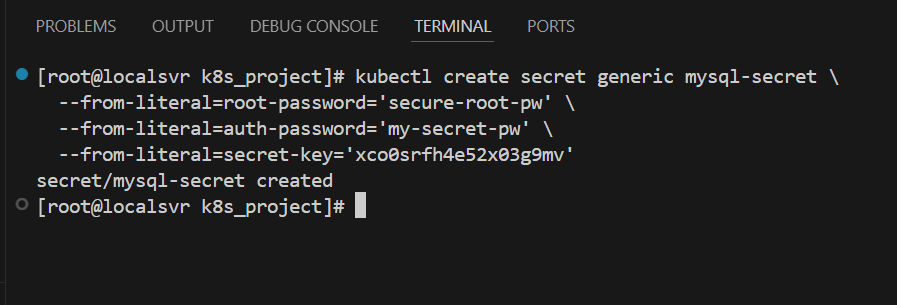 PROBLEMS OUTPUT DEBUG CONSOLE TERMINAL PORTS
[root@localsvr k8s_project]# kubectl create secret generic mysql-secret \
--from-literal=root-password='secure-root-pw' \
--from-literal=auth-password='my-secret-pw' \
--from-literal=secret-key='xco0srfh4e52x03g9mv'
secret/mysql-secret created
[root@localsvr k8s_project]#